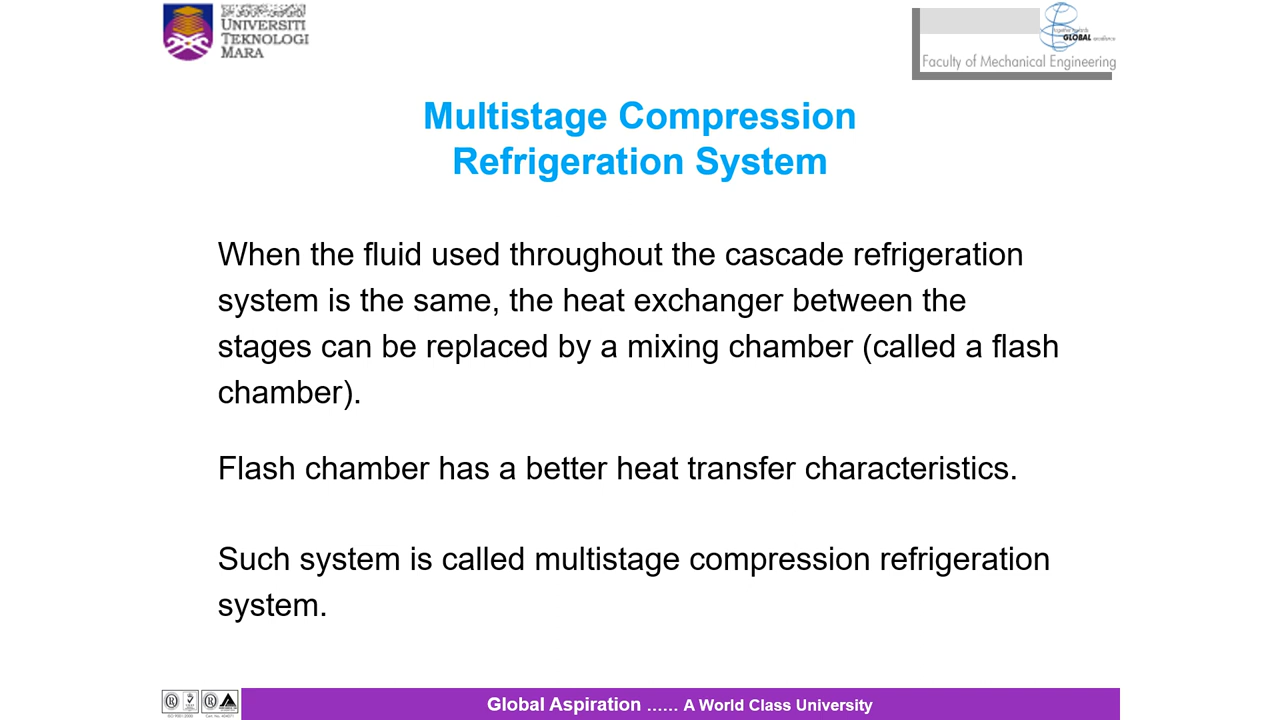 UNIVERSITI
TEKNOLOGI
MARA
GLOBAL
Faculty of Mechanical Engineering
Multistage Compression
Refrigeration System
When the fluid used throughout the cascade refrigeration
system is the same, the heat exchanger between the
stages can be replaced by a mixing chamber (called a flash
chamber).
Flash chamber has a better heat transfer characteristics.
Such system is called multistage compression refrigeration
system.
Global Aspiration ...... A World Class University